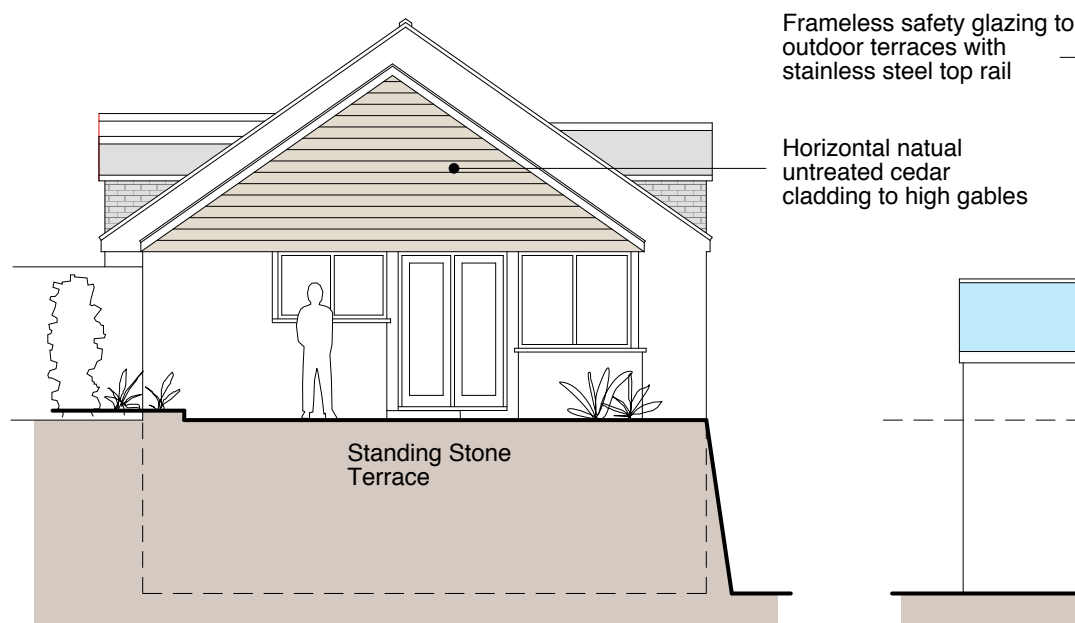 Frameless safety glazing to
outdoor terraces with
stainless steel top rail
Horizontal natual
untreated cedar
cladding to high gables
Standing Stone
Terrace